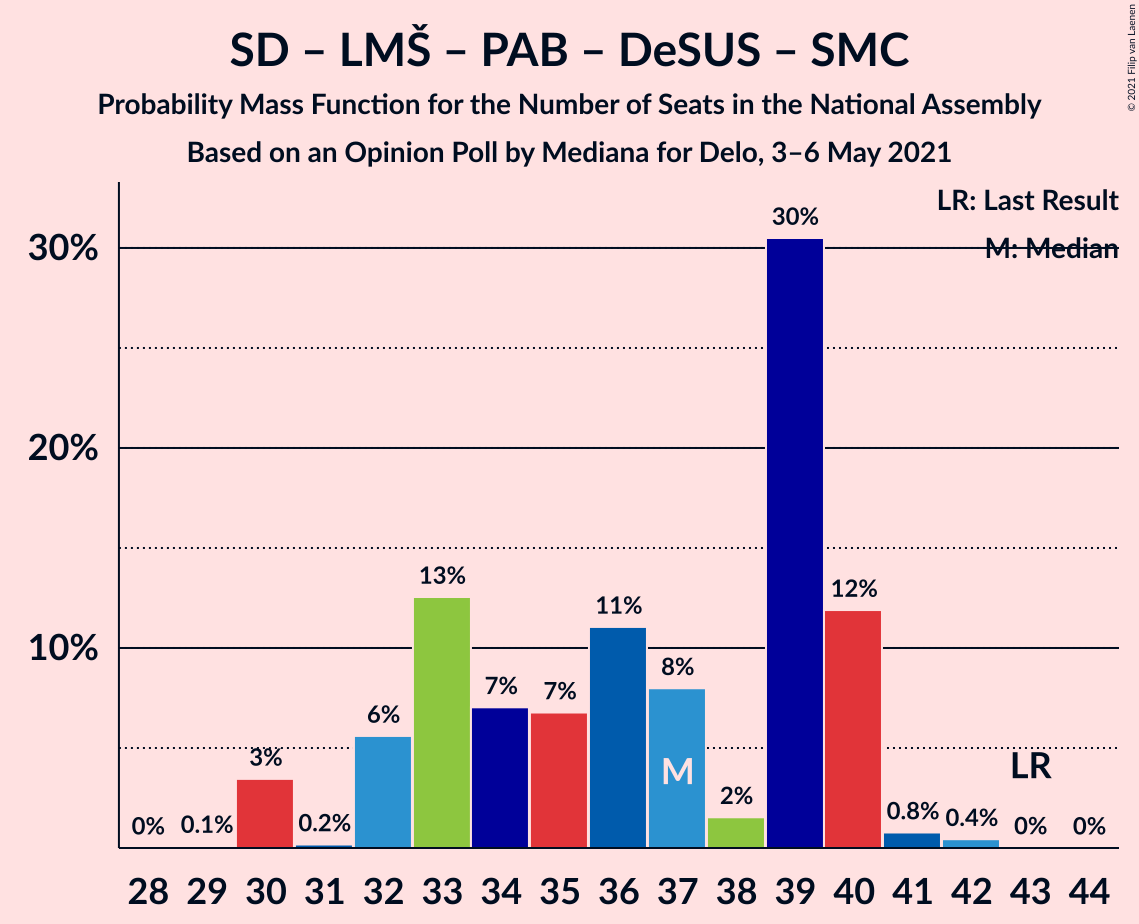 SD – LMŠ – PAB – DeSUS – SMC
Probability Mass Function for the Number of Seats in the National Assembly
Based on an Opinion Poll by Mediana for Delo, 3–6 May 2021
© 2021 Filip van Laenen
LR: Last Result
M: Median
30%
20%
10%
0%
0.1%
3%
0.2%
6%
13%
7%
7%
11%
8%
2%
30%
12%
0.8%
0.4%
0%
0%
M
LR
28 29 30 31 32 33 34 35 36 37 38 39 40 41 42 43 44